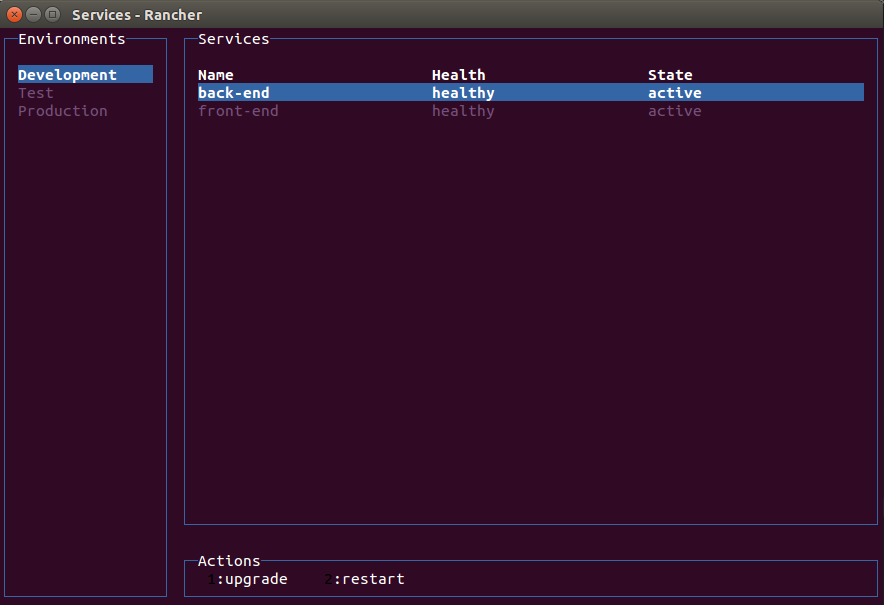 Services - Rancher
Environments
Development
Test
Production
Services
Name Health State
back-end healthy active
front-end healthy active
Actions
1:upgrade 2:restart